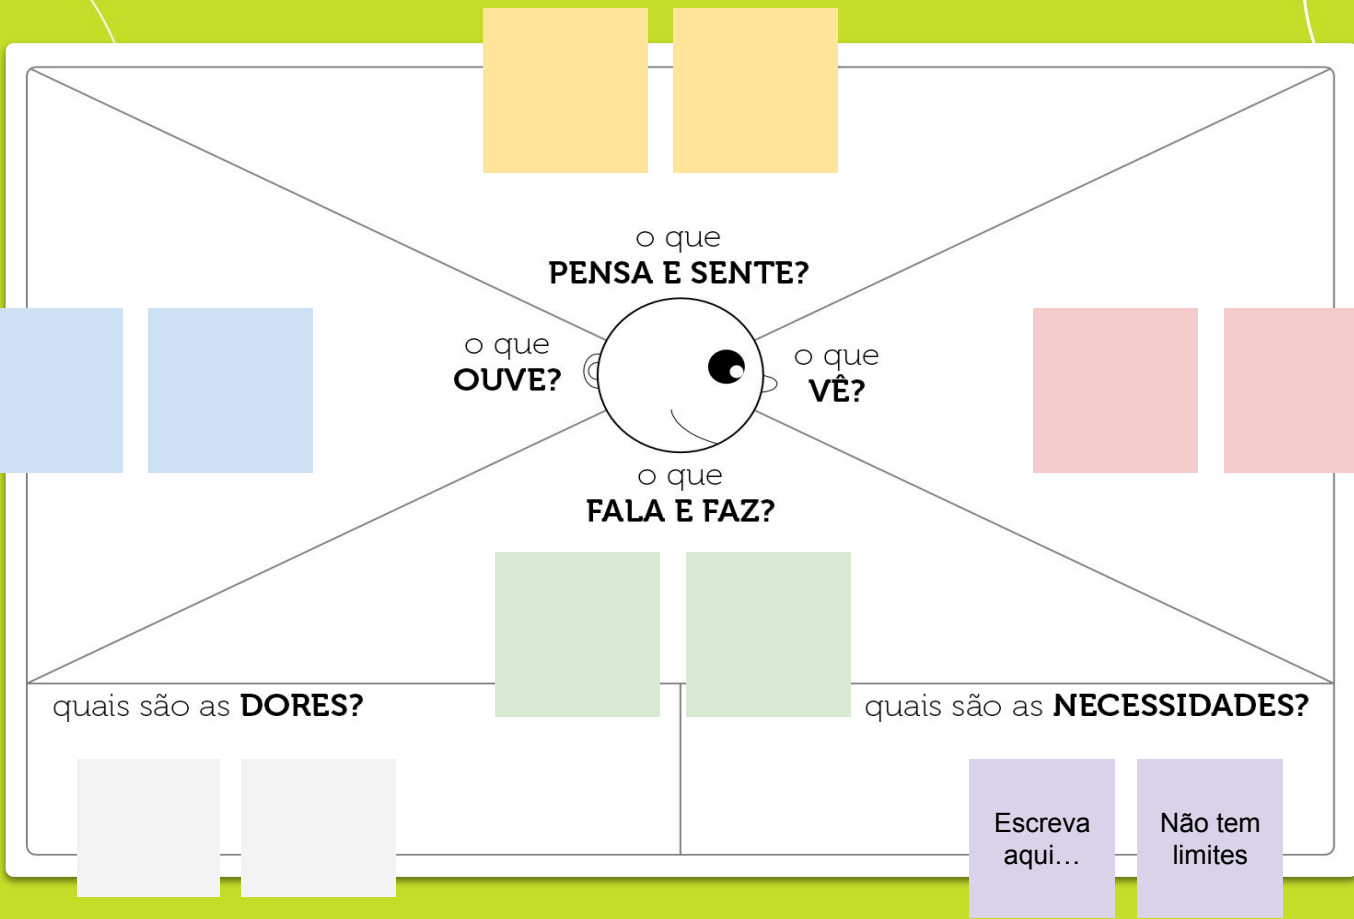 o que
PENSA E SENTE?
o que
OUVE?
o que
VÊ?
o que
FALA E FAZ?
quais são as DORES?
quais são as NECESSIDADES?
Escreva
aqui…
Não tem
limites